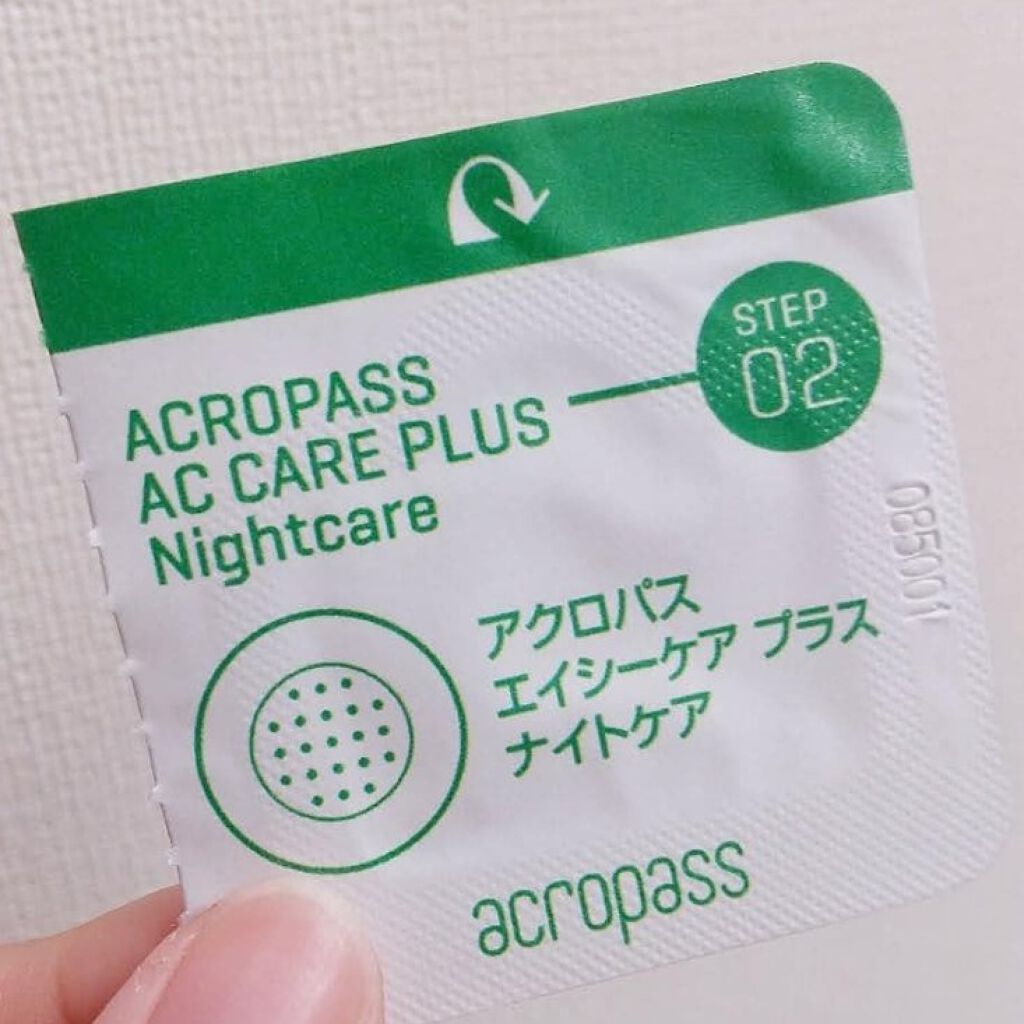 STEP
02
ACROPASS
AC CARE PLUS
Nightcare
アクロパス
エイシーケア プラス
ナイトケア
085001
acropass